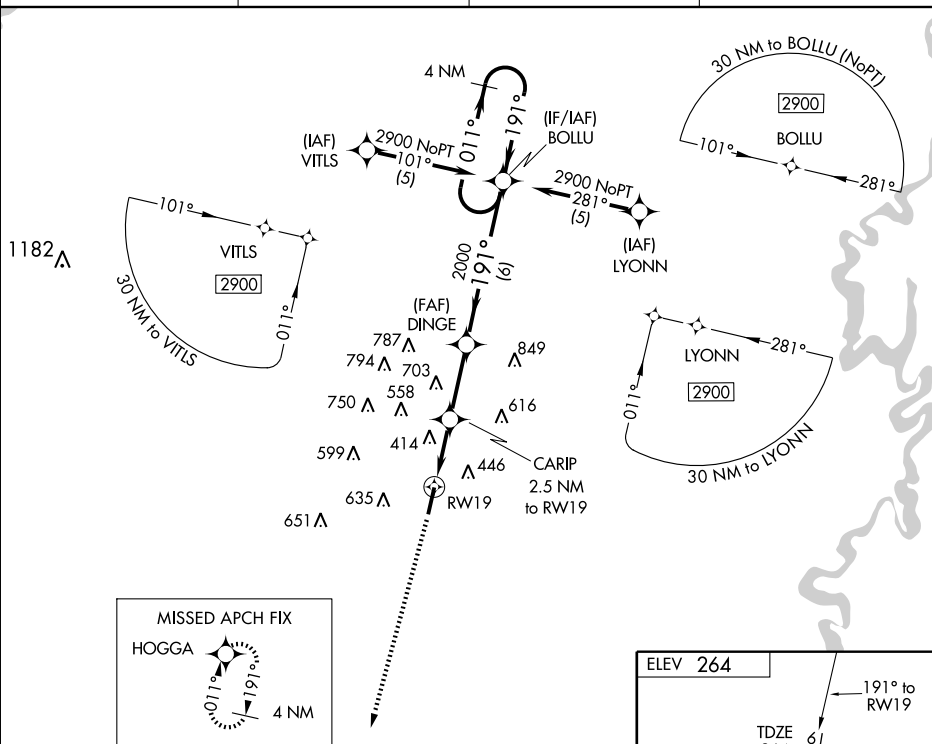 4 NM
011°
191°
(IF/IAF)
BOLLU
(IAF)
VITLS
2900 NoPT
101°
(5)
2900 NoPT
281°
(5)
(IAF)
LYONN
30 NM to BOLLU (NoPT)
2900
BOLLU
101°
281°
1182
101°
VITLS
2900
011°
30 NM to VITLS
2000
191°
(6)
(FAF)
DINGE
787
794
703
849
750
558
616
414
599
446
CARIP
2.5 NM
to RW19
635
RW19
651
LYONN
281°
2900
011°
30 NM to LYONN
MISSED APCH FIX
HOGGA
011°
191°
4 NM
ELEV 264
191° to
RW19
TDZE